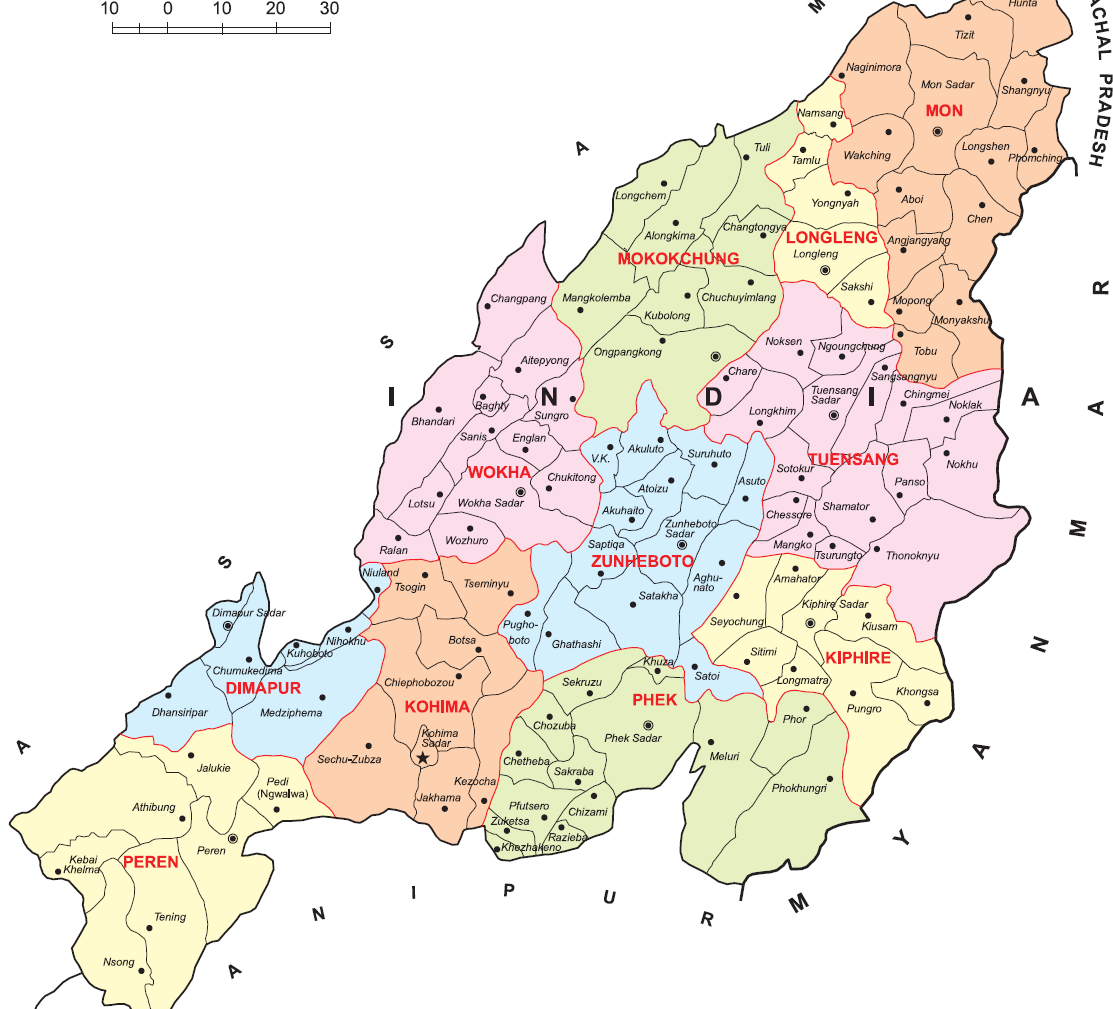 10 0 10 20 30
Hunta
Tizit
ACHAL PRADESH
M
Naginimora
Mon Sadar
Shangnyu
MON
Namsang
A
Tuli
Tamlu
Wakching
Longshen
Phomching
Longchem
Yongnyah
Aboi
Chen
Alongkima
Changtongya
LONGLENG
Angjangyang
MOKOKCHUNG
Longleng
Changpang
Mangkolemba
Chuchuyimlang
Sakshi
Mopong
Monyakshu
Kubolong
S
Ongpangkong
Noksen
Ngoungchung
Tobu
Aitepyong
Chare
Sangsangnyu
I N D I A
Baghty
Sungro
Tuensang
Sadar
Chingmei
Noklak
Bhandari
Longkhim
Sanis
Englan
V.K.
Akuluto
Suruhuto
TUENSANG
Nokhu
WOKHA
Chukitong
Atoizu
Asuto
Sotokur
Panso
Lotsu
Wokha Sadar
Akuhaito
Zunheboto
Sadar
Chessore
Shamator
Ralan
Wozhuro
Saptiqa
Mangko
Tsurungto
Thonoknyu
ZUNHEBOTO
S
Niuland
Tsogin
Tseminyu
Aghu-
nato
Amahator
Satakha
Dimapur Sadar
Pugho-
boto
Seyochung
Kiphire Sadar
Kiusam
Nihokhu
Kuhoboto
Botsa
Ghathashi
Chumukedima
Khuza
Sitimi
KIPHIRE
DIMAPUR
Chiephobozou
Sekruzu
Satoi
Longmatra
Khongsa
Dhansiripar
Medziphema
KOHIMA
PHEK
Pungro
Chozuba
Phor
Kohima
Sadar
Phek Sadar
A
Sechu-Zubza
Chetheba
Meluri
Jalukie
Sakraba
Phokhungri
Pedi
(Ngwalwa)
Kezocha
Athibung
Jakhama
Pfutsero
Chizami
Zuketsa
Razieba
Peren
Khezhakeno
Kebai
Khelma
PEREN
Tening
Nsong
A N I P U R
M Y A N M A R